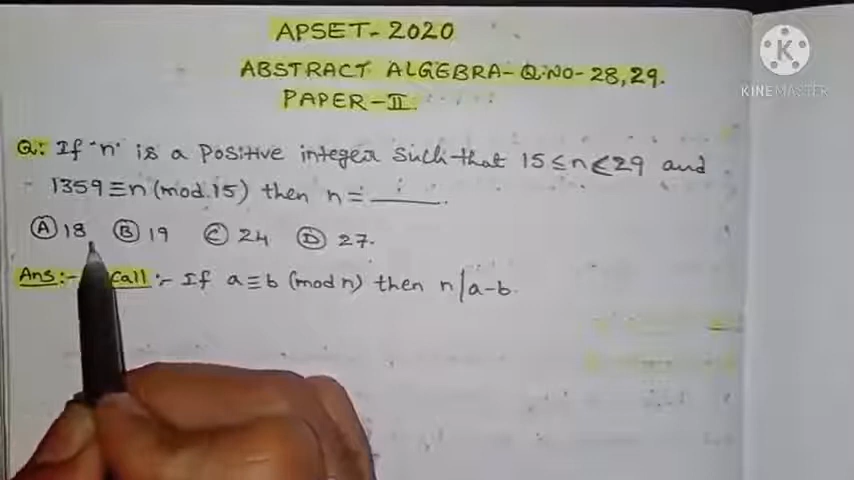 APSET-2020
K
KINEMASTER
ABSTRACT ALGEBRA-Q.NO-28,29.
PAPER-II
Q: If "n" is a positive integer such that 15≤n<29 and
1359≡n(mod 15) then n=______.
Ⓐ 18 Ⓑ 19 Ⓒ 24 Ⓓ 27.
Ans:- call :- If a≡b (mod n) then n|a-b.